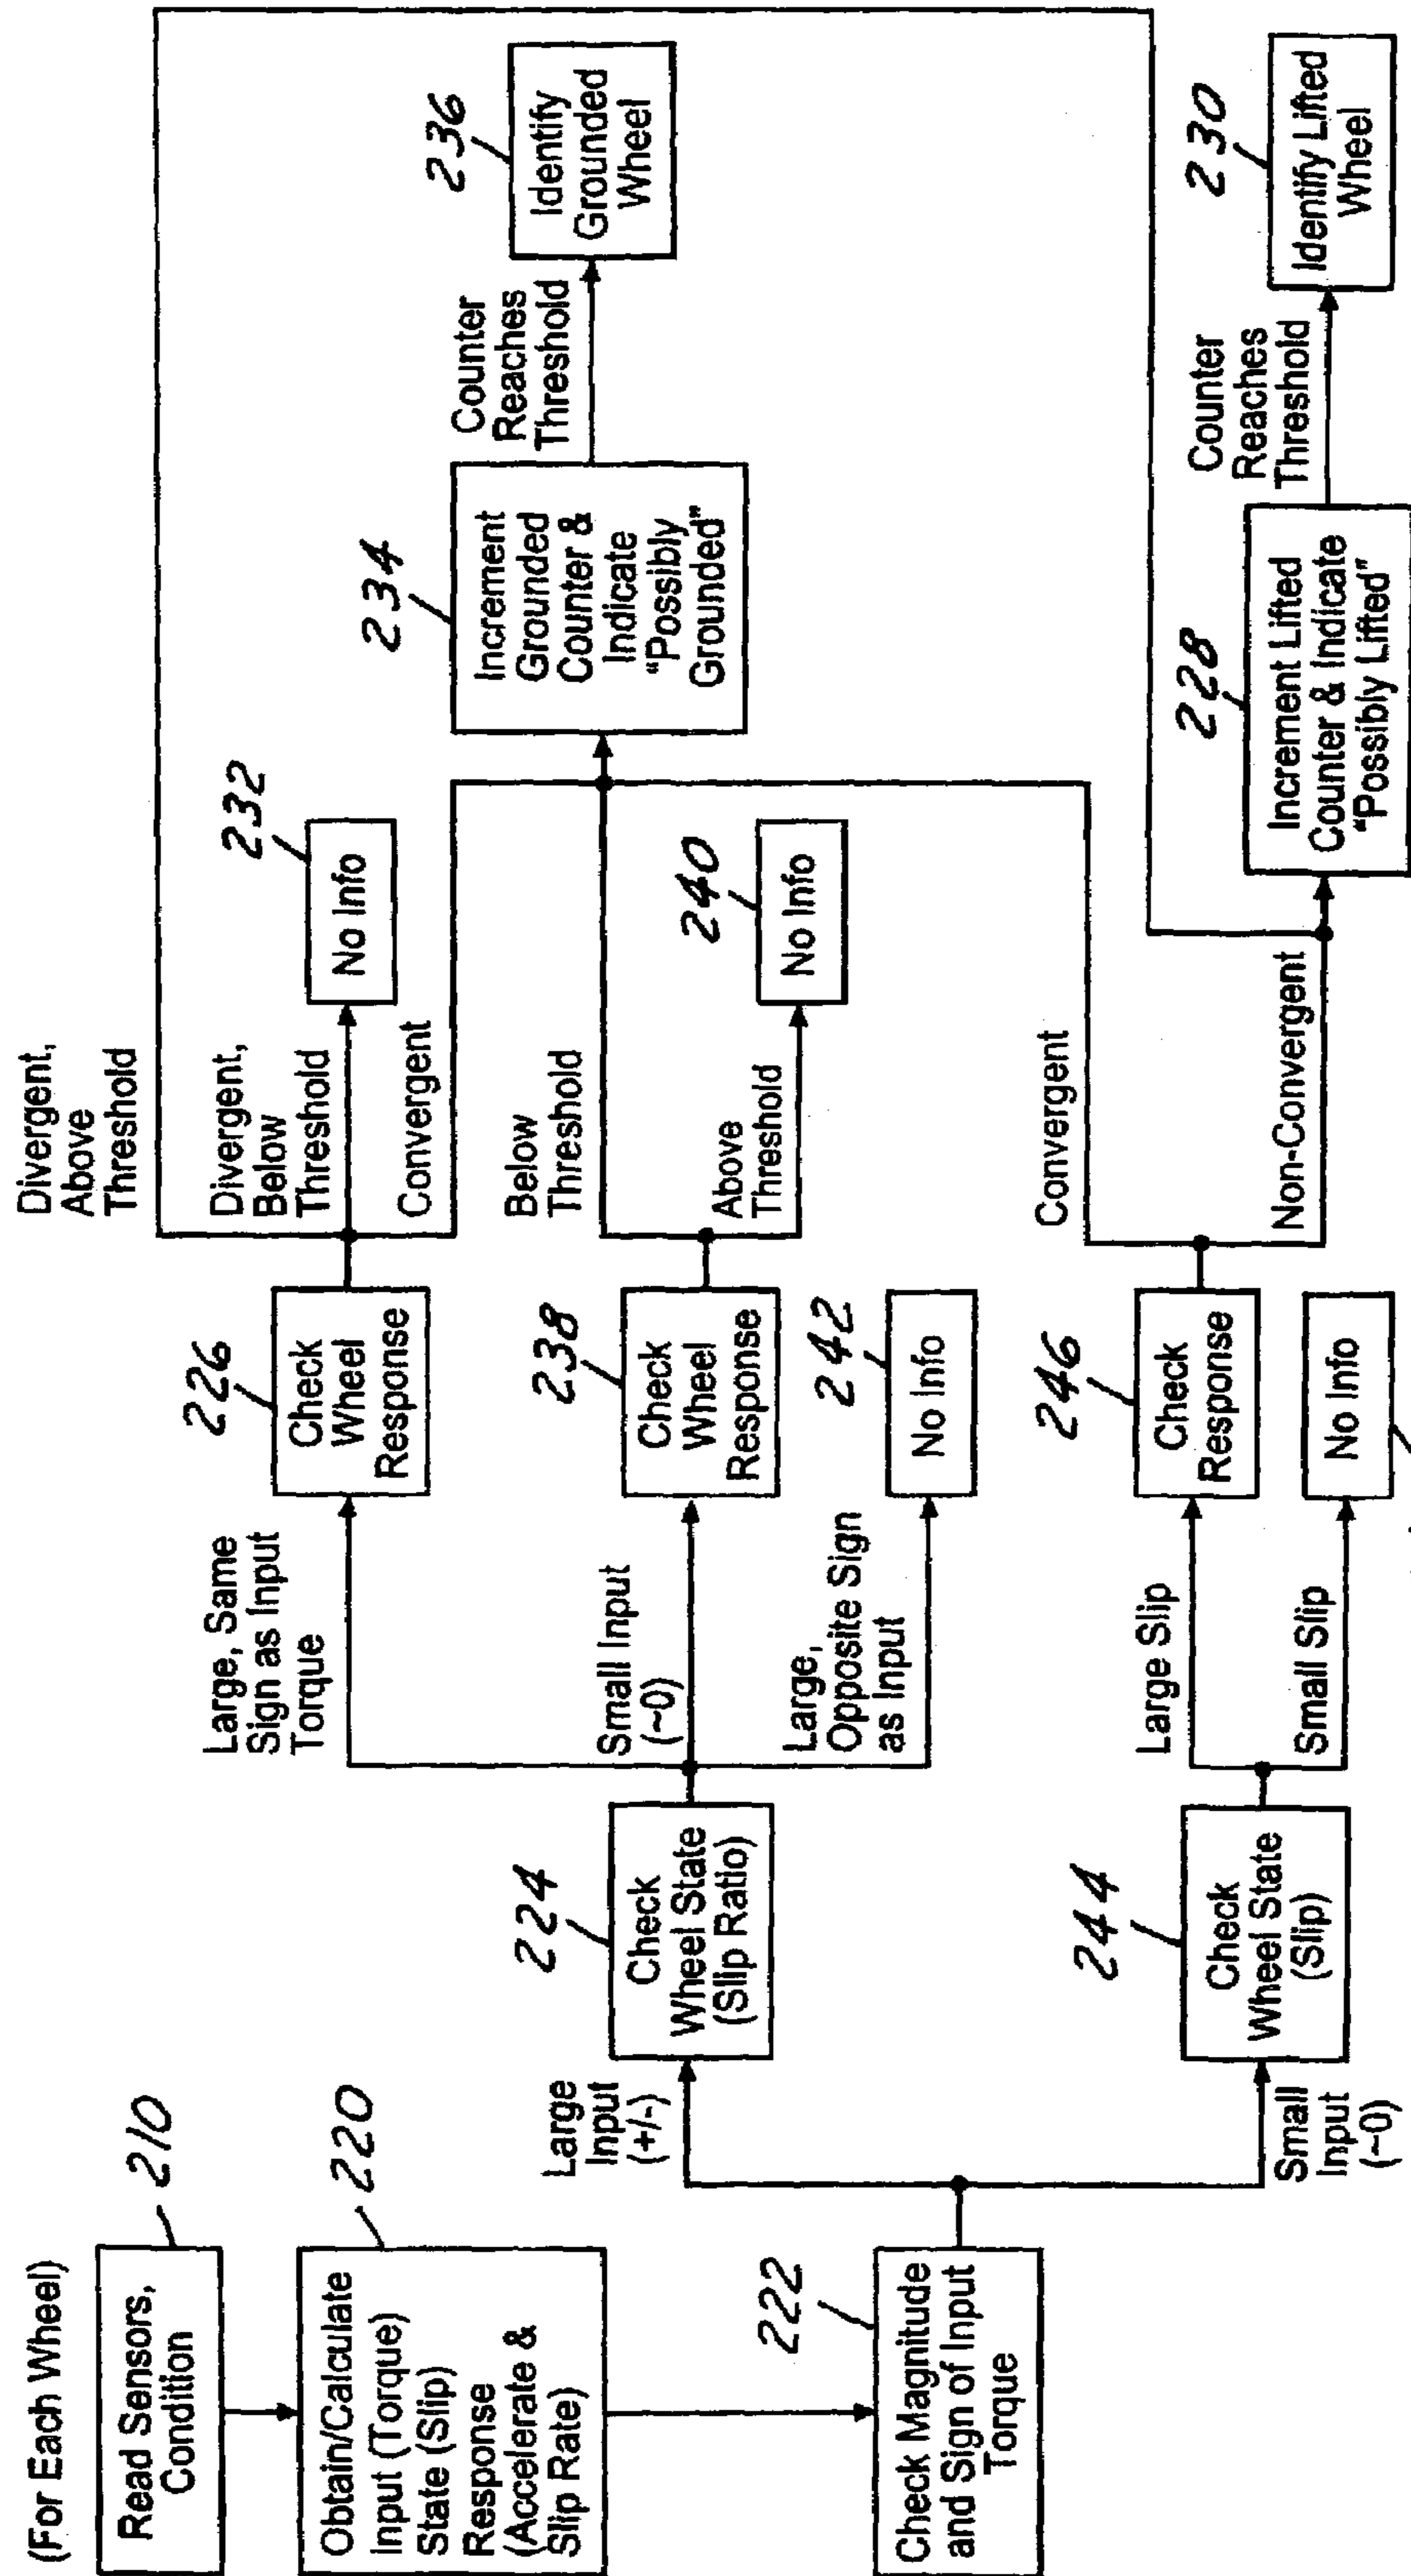 (For Each Wheel)
Read Sensors,
Condition
210
Obtain/Calculate
Input (Torque)
State (Slip)
Response
(Accelerate &
Slip Rate)
220
Check Magnitude
and Sign of Input
Torque
222
Large
Input
(+/-)
Small
Input
(~0)
Check
Wheel State
(Slip Ratio)
224
Check
Wheel State
(Slip)
244
Large, Same
Sign as Input
Torque
Small Input
(~0)
Large,
Opposite Sign
as Input
Large Slip
Small Slip
Check
Wheel
Response
226
Check
Wheel
Response
238
No Info
242
Check
Response
246
No Info
Divergent,
Above
Threshold
Divergent,
Below
Threshold
Convergent
Below
Threshold
Above
Threshold
Convergent
Non-Convergent
No Info
232
No Info
240
Increment
Grounded
Counter &
Indicate
“Possibly
Grounded”
234
Increment Lifted
Counter & Indicate
“Possibly Lifted”
228
Counter
Reaches
Threshold
Counter
Reaches
Threshold
Identify
Grounded
Wheel
236
Identify Lifted
Wheel
230